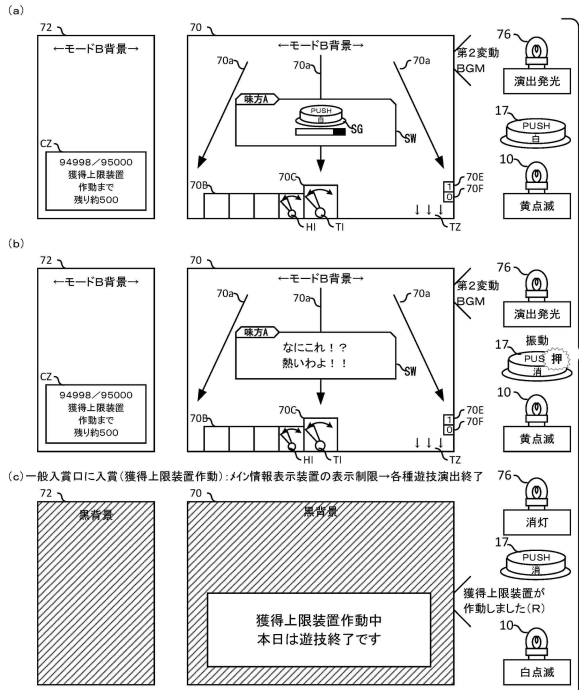 (a)
72
70
76
←モードB背景→
←モードB背景→
第2変動
BGM
演出発光
70a
70a
70a
味方A
PUSH
白
SG
SW
17
PUSH
白
CZ
94998／95000
獲得上限装置
作動まで
残り約500
70B
70C
70E
70F
1
0
10
HI
TI
↓↓↓
TZ
黄点滅
(b)
72
70
76
←モードB背景→
←モードB背景→
第2変動
BGM
演出発光
70a
70a
70a
味方A
なにこれ！？
熱いわよ！！
SW
振動
17
PUS
押
消
CZ
94998／95000
獲得上限装置
作動まで
残り約500
70B
70C
70E
70F
1
0
10
HI
TI
↓↓↓
TZ
黄点滅
(c)一般入賞口に入賞(獲得上限装置作動):メイン情報表示装置の表示制限→各種遊技演出終了
72
70
76
黒背景
黒背景
消灯
17
PUSH
消
獲得上限装置が
作動しました(R)
獲得上限装置作動中
本日は遊技終了です
10
白点滅